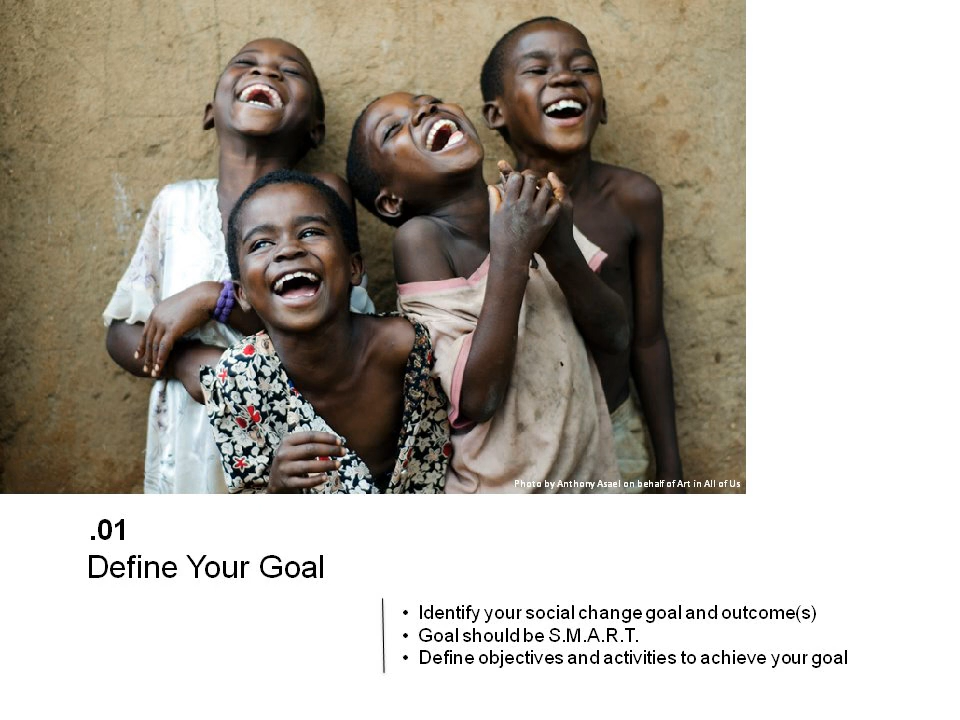 Photo by Anthony Asael on behalf of Art in All of Us
.01
Define Your Goal
• Identify your social change goal and outcome(s)
• Goal should be S.M.A.R.T.
• Define objectives and activities to achieve your goal